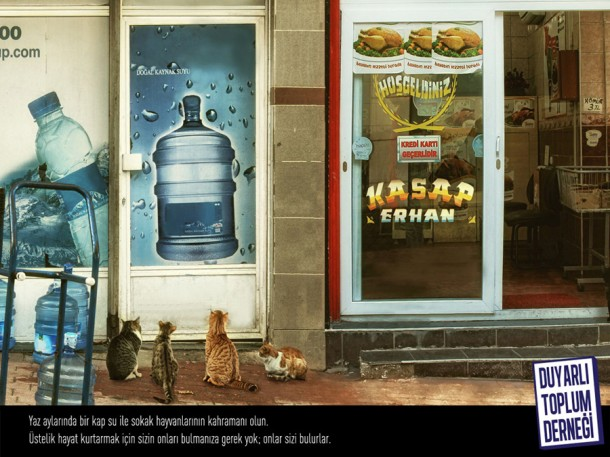 00
p.com
DOĞAL KAYNAK SUYU
HOŞGELDİNİZ
KREDİ KARTI
GEÇERLİDİR
KASAP
ERHAN
Yaz aylarında bir kap su ile sokak hayvanlarının kahramanı olun.
Üstelik hayat kurtarmak için sizin onları bulmanıza gerek yok; onlar sizi bulurlar.
DUYARLI
TOPLUM
DERNEĞİ